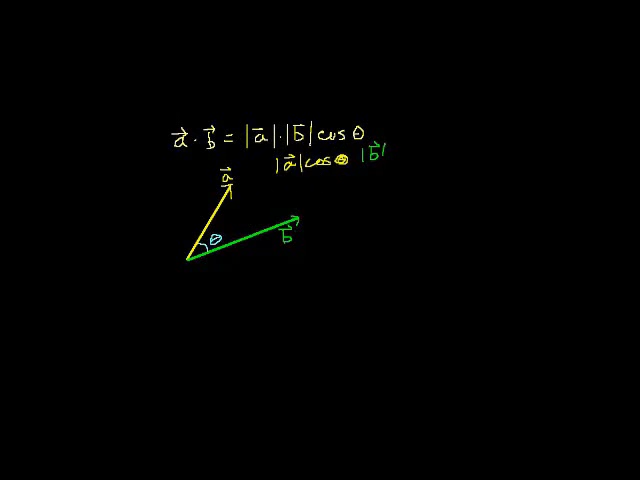 a⃗ · b⃗ = |a⃗| · |b⃗| cos θ
|a⃗| cos θ |b⃗|
a⃗
θ
b⃗